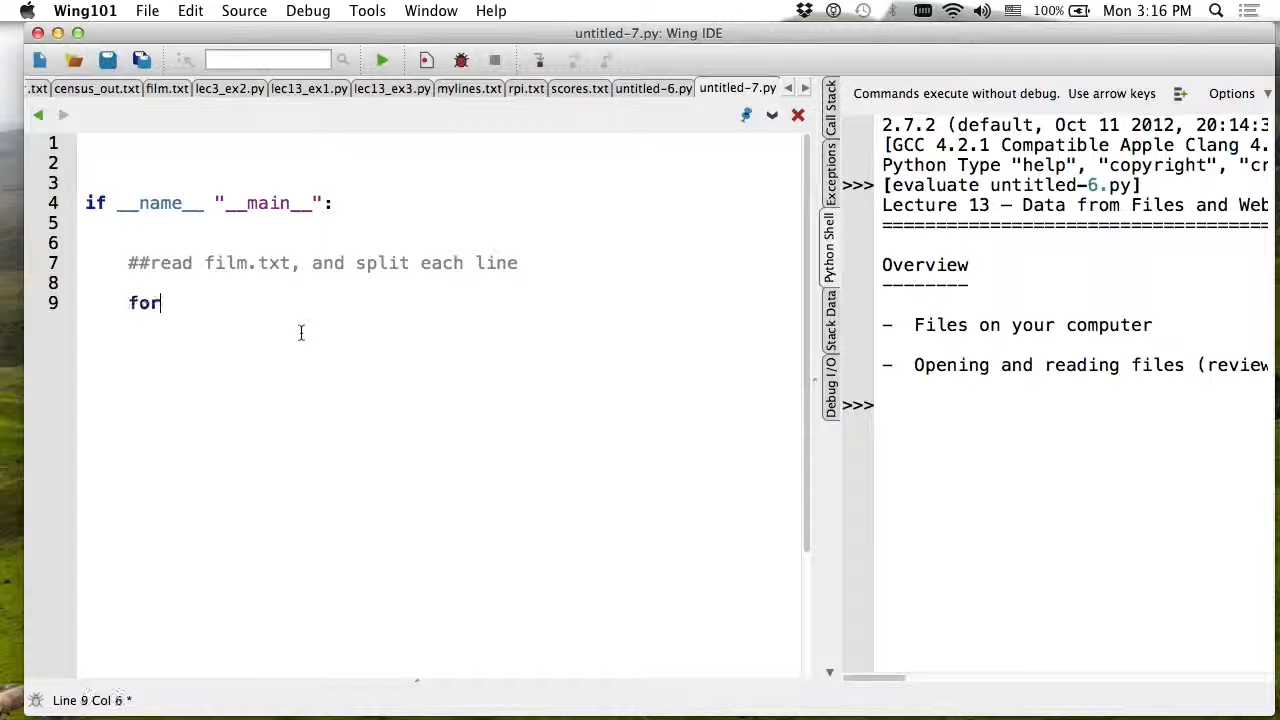 Wing101 File Edit Source Debug Tools Window Help 100% Mon 3:16 PM
untitled-7.py: Wing IDE
.txt census_out.txt film.txt lec3_ex2.py lec13_ex1.py lec13_ex3.py mylines.txt rpi.txt scores.txt untitled-6.py untitled-7.py
1
2
3
4 if __name__ "__main__":
5
6
7 ##read film.txt, and split each line
8
9 for
Line 9 Col 6 *
Call Stack
Exceptions
Python Shell
Stack Data
Debug I/O
Commands execute without debug. Use arrow keys Options
2.7.2 (default, Oct 11 2012, 20:14:3
[GCC 4.2.1 Compatible Apple Clang 4.
Python Type "help", "copyright", "cr
>>> [evaluate untitled-6.py]
Lecture 13 — Data from Files and Web
====================================
Overview
--------
- Files on your computer
- Opening and reading files (review
>>>